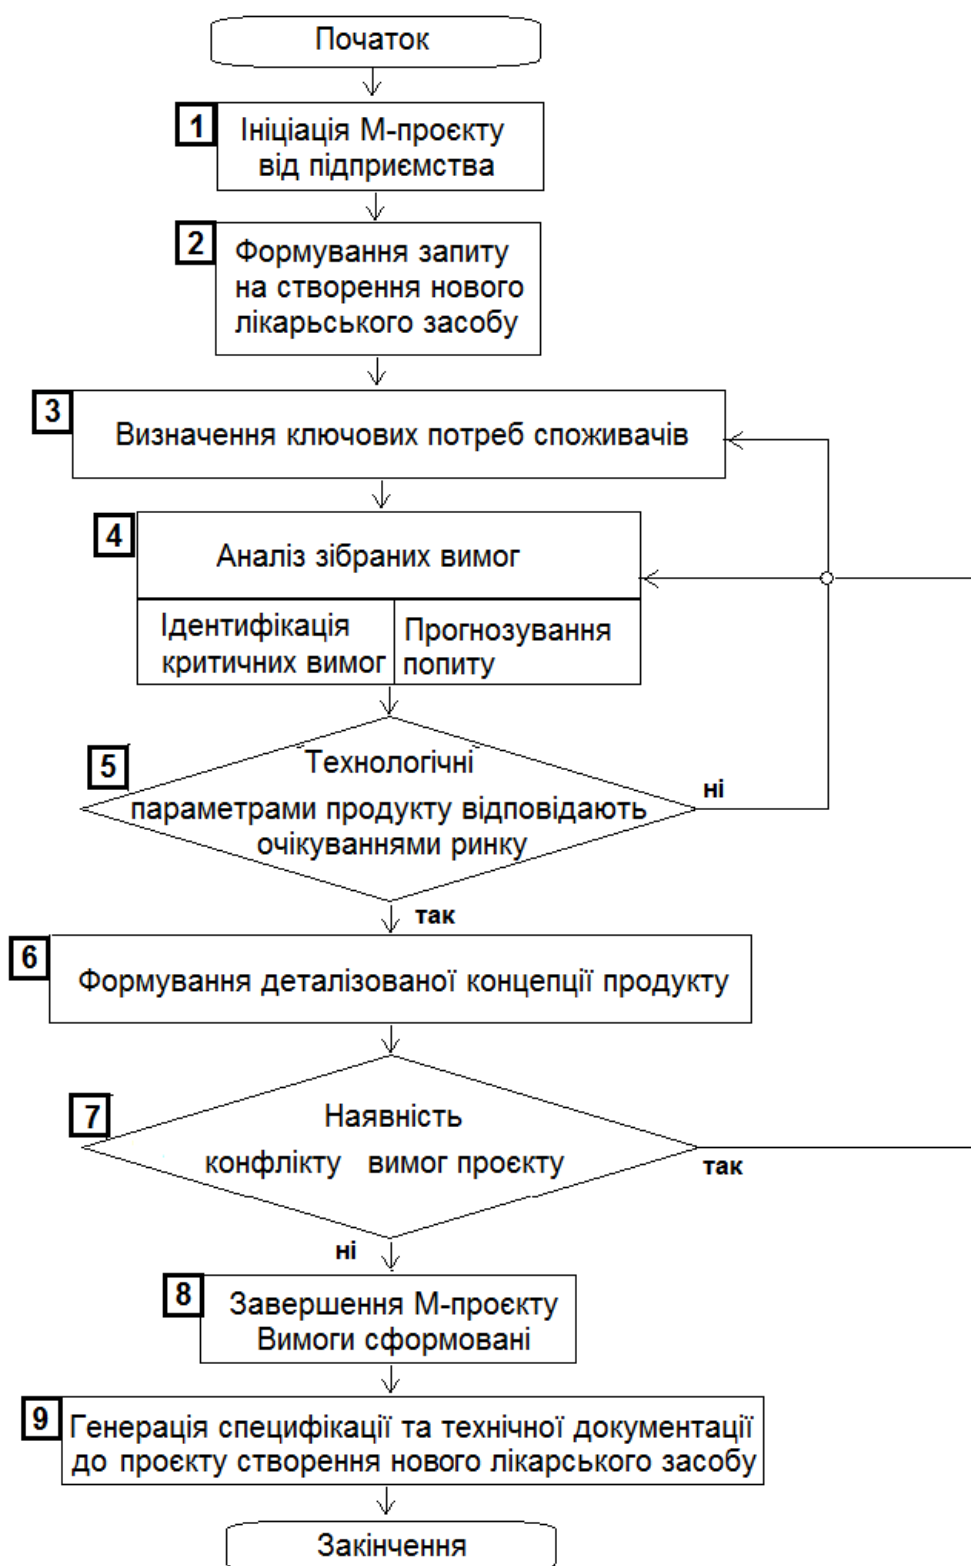 Початок
1
Ініціація М-проєкту
від підприємства
2
Формування запиту
на створення нового
лікарьського засобу
3
Визначення ключових потреб споживачів
4
Аналіз зібраних вимог
Ідентифікація
критичних вимог
Прогнозування
попиту
5
Технологічні
параметрами продукту відповідають
очікуваннями ринку
ні
так
6
Формування деталізованої концепції продукту
7
Наявність
конфлікту вимог проєкту
так
ні
8
Завершення М-проєкту
Вимоги сформовані
9
Генерація специфікації та технічної документації
до проєкту створення нового лікарського засобу
Закінчення